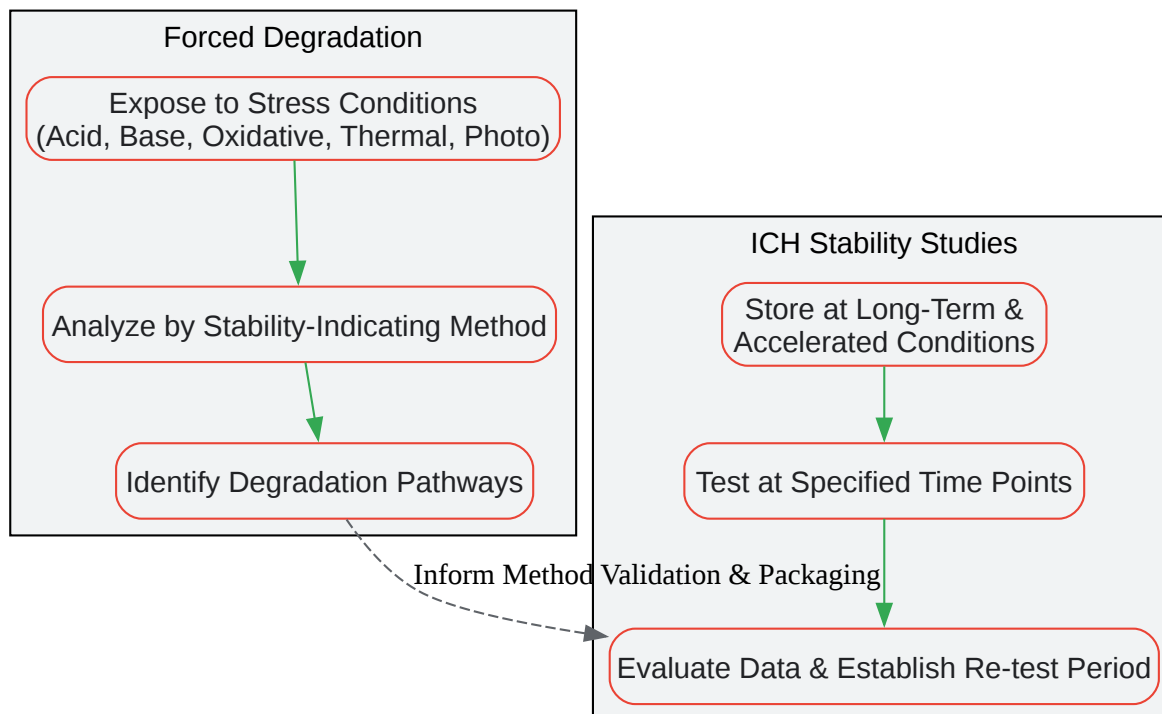 Forced Degradation
Expose to Stress Conditions
(Acid, Base, Oxidative, Thermal, Photo)
Analyze by Stability-Indicating Method
Identify Degradation Pathways
Inform Method Validation & Packaging
ICH Stability Studies
Store at Long-Term &
Accelerated Conditions
Test at Specified Time Points
Evaluate Data & Establish Re-test Period